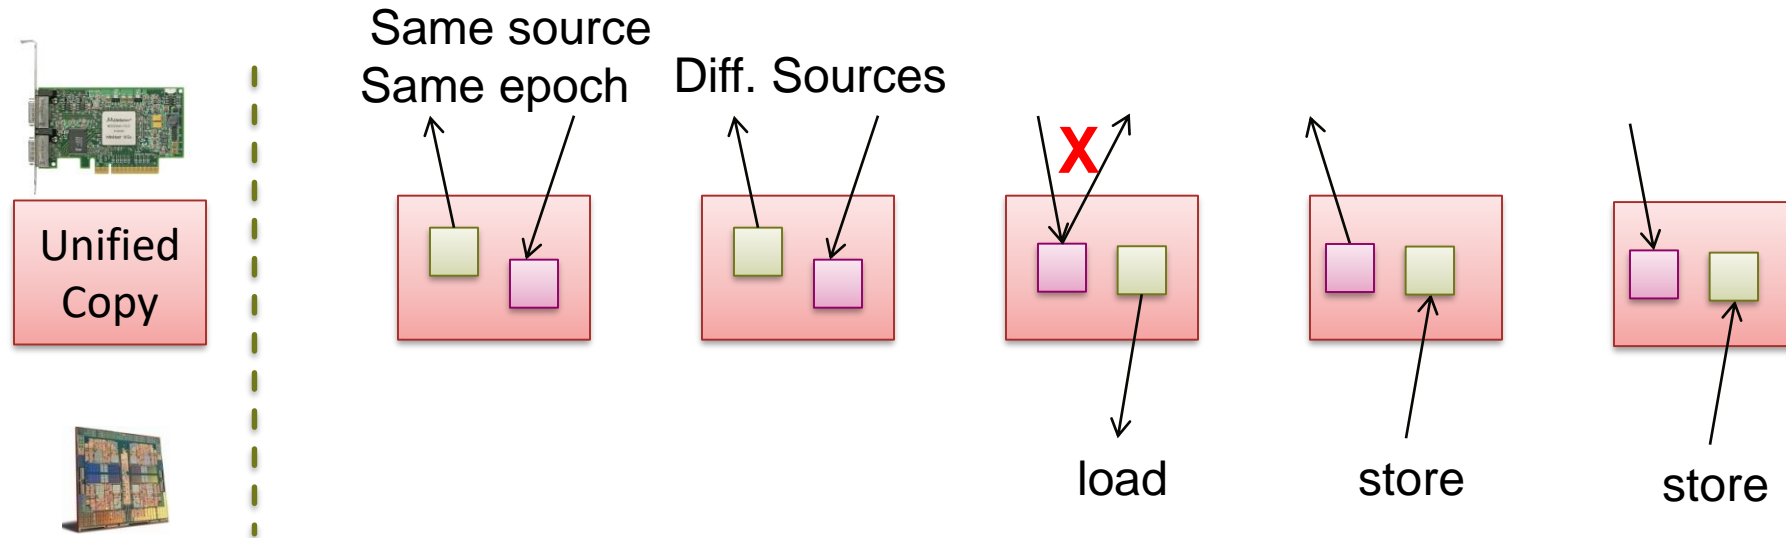 Same source
Same epoch
Diff. Sources
X
Unified
Copy
load
store
store